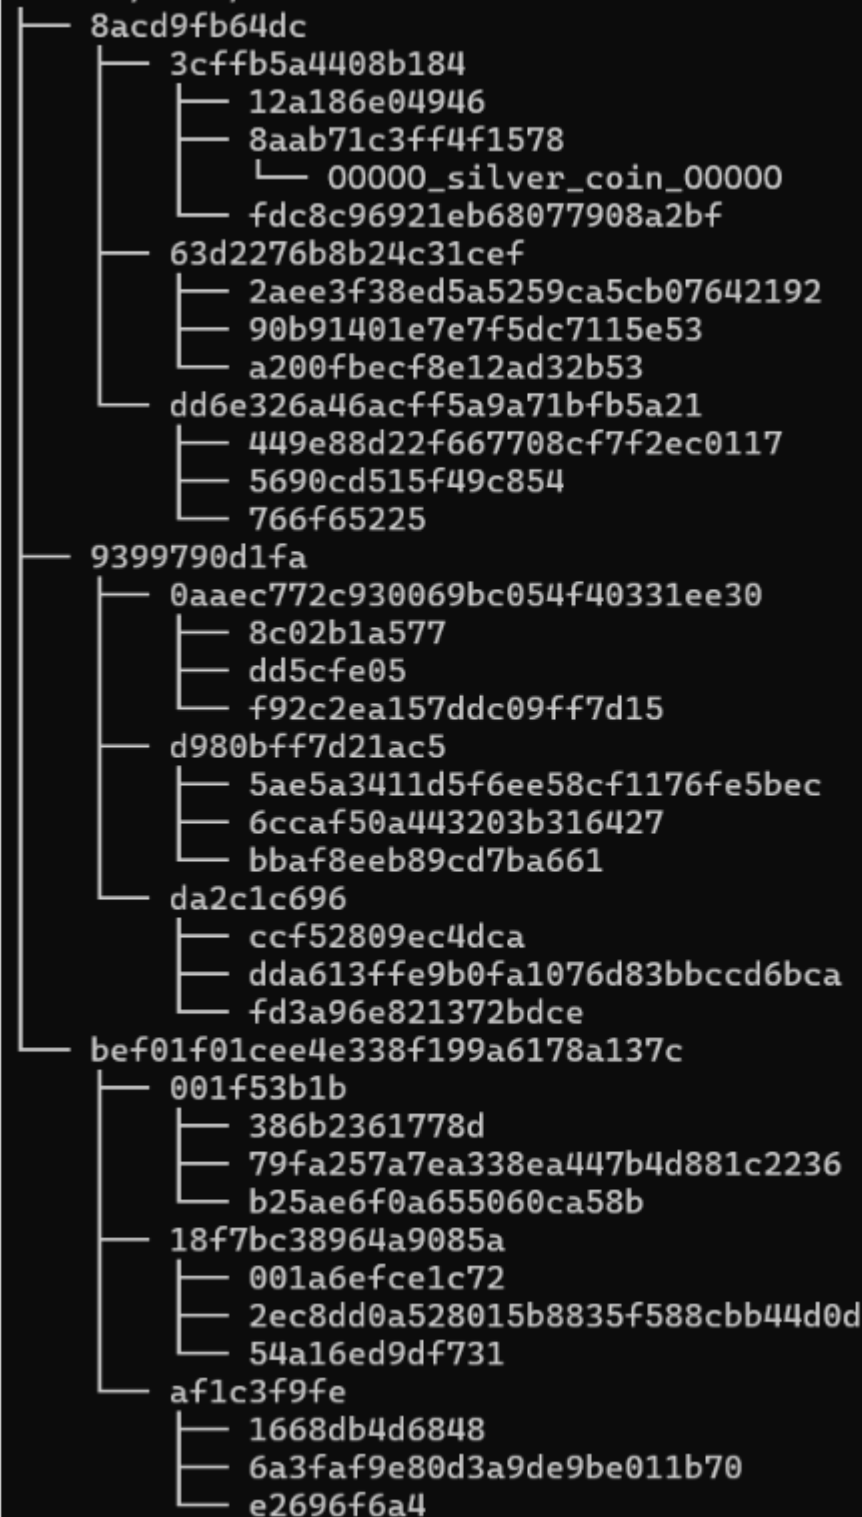 ├── 8acd9fb64dc
│   ├── 3cffb5a4408b184
│   │   ├── 12a186e04946
│   │   ├── 8aab71c3ff4f1578
│   │   │   └── OOOOO_silver_coin_OOOOO
│   │   └── fdc8c96921eb68077908a2bf
│   ├── 63d2276b8b24c31cef
│   │   ├── 2aee3f38ed5a5259ca5cb07642192
│   │   ├── 90b91401e7e7f5dc7115e53
│   │   └── a200fbecf8e12ad32b53
│   └── dd6e326a46acff5a9a71bfb5a21
│       ├── 449e88d22f667708cf7f2ec0117
│       ├── 5690cd515f49c854
│       └── 766f65225
├── 9399790d1fa
│   ├── 0aaec772c930069bc054f40331ee30
│   │   ├── 8c02b1a577
│   │   ├── dd5cfe05
│   │   └── f92c2ea157ddc09ff7d15
│   ├── d980bff7d21ac5
│   │   ├── 5ae5a3411d5f6ee58cf1176fe5bec
│   │   ├── 6ccaf50a443203b316427
│   │   └── bbaf8eeb89cd7ba661
│   └── da2c1c696
│       ├── ccf52809ec4dca
│       ├── dda613ffe9b0fa1076d83bbccd6bca
│       └── fd3a96e821372bdce
└── bef01f01cee4e338f199a6178a137c
    ├── 001f53b1b
    │   ├── 386b2361778d
    │   ├── 79fa257a7ea338ea447b4d881c2236
    │   └── b25ae6f0a655060ca58b
    ├── 18f7bc38964a9085a
    │   ├── 001a6efce1c72
    │   ├── 2ec8dd0a528015b8835f588cbb44d0d
    │   └── 54a16ed9df731
    └── af1c3f9fe
        ├── 1668db4d6848
        ├── 6a3faf9e80d3a9de9be011b70
        └── e2696f6a4